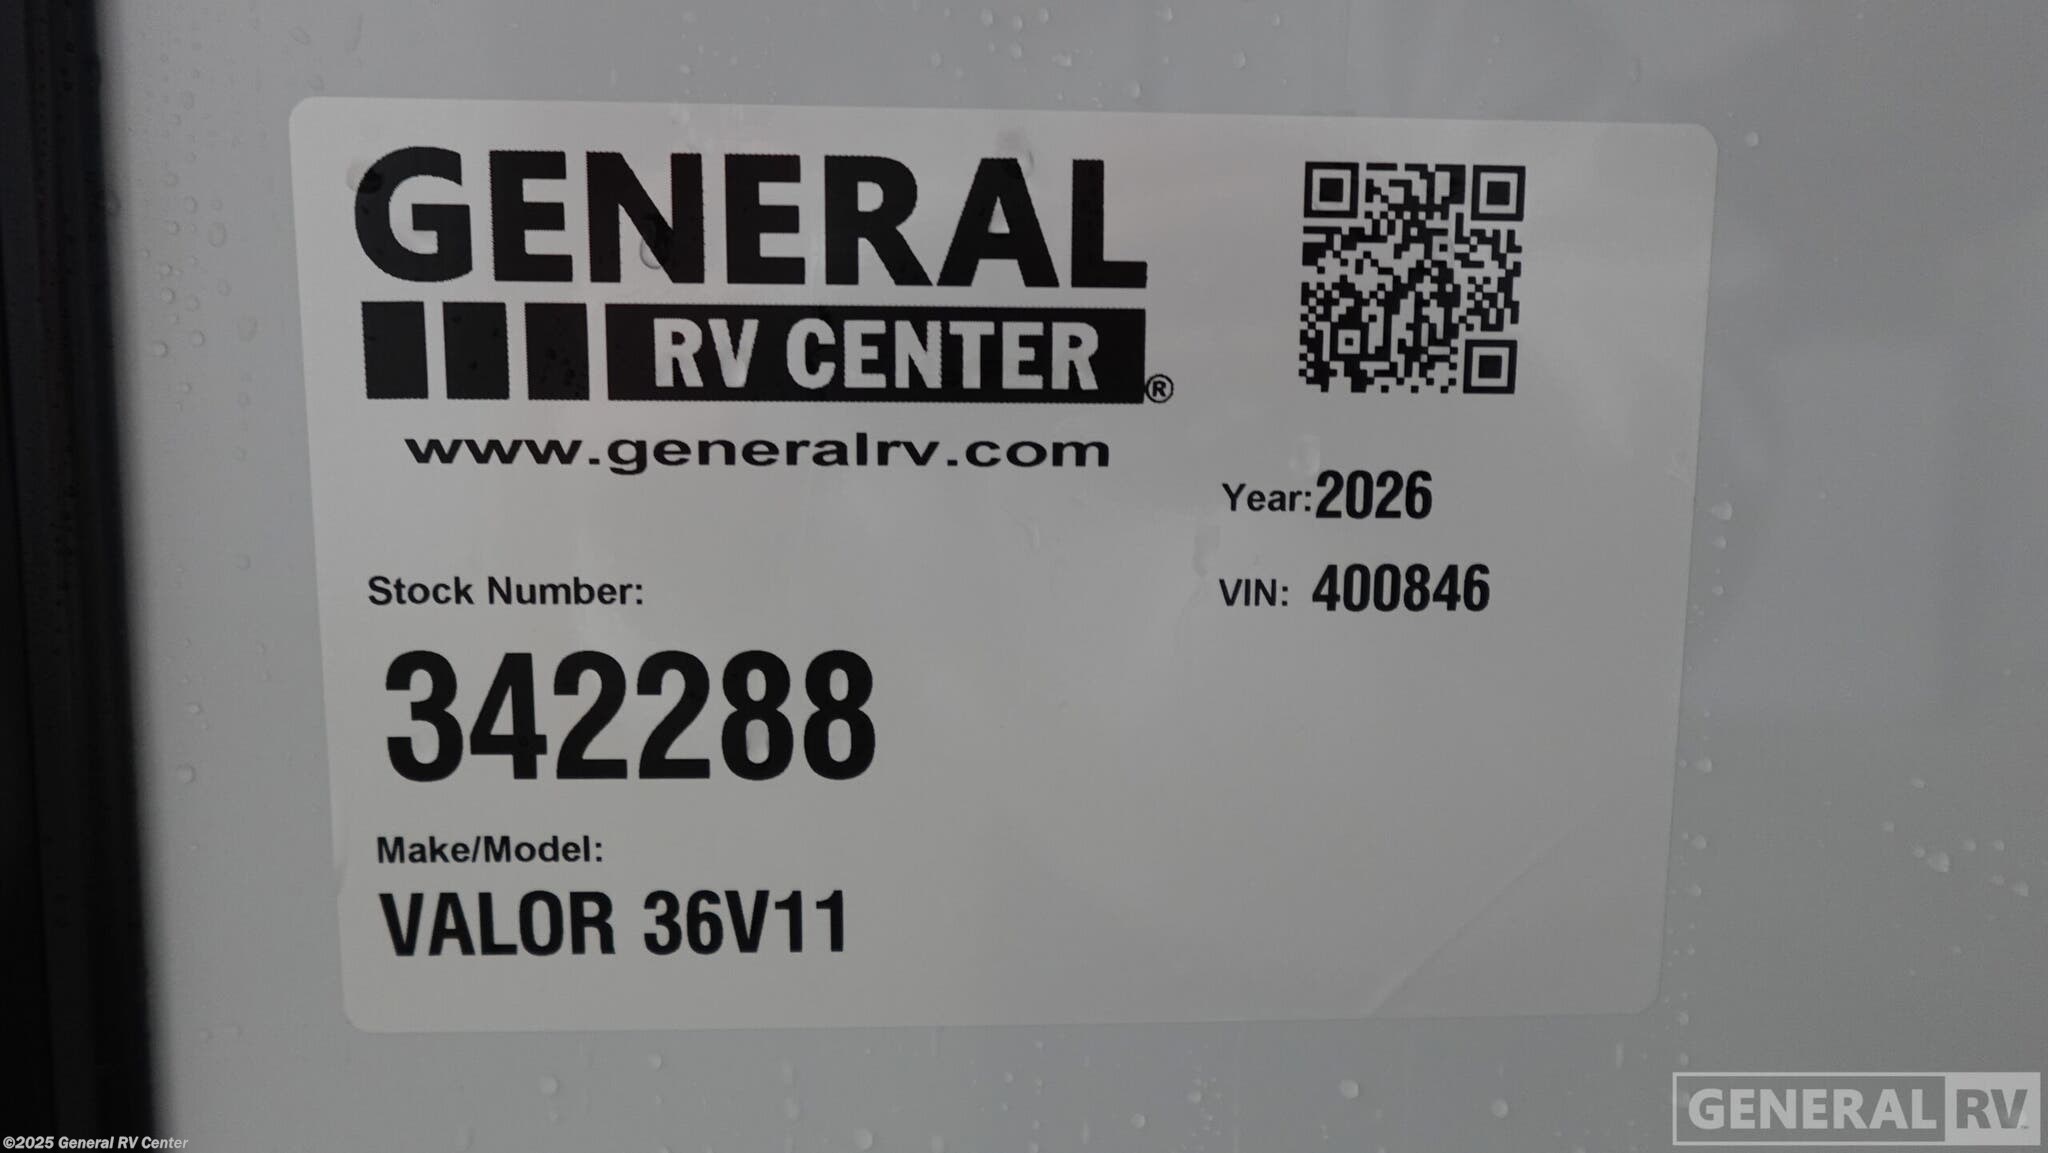 GENERAL
RV CENTER®
www.generalrv.com
Year:2026
VIN: 400846
Stock Number:
342288
Make/Model:
VALOR 36V11
GENERAL RV™
©2025 General RV Center